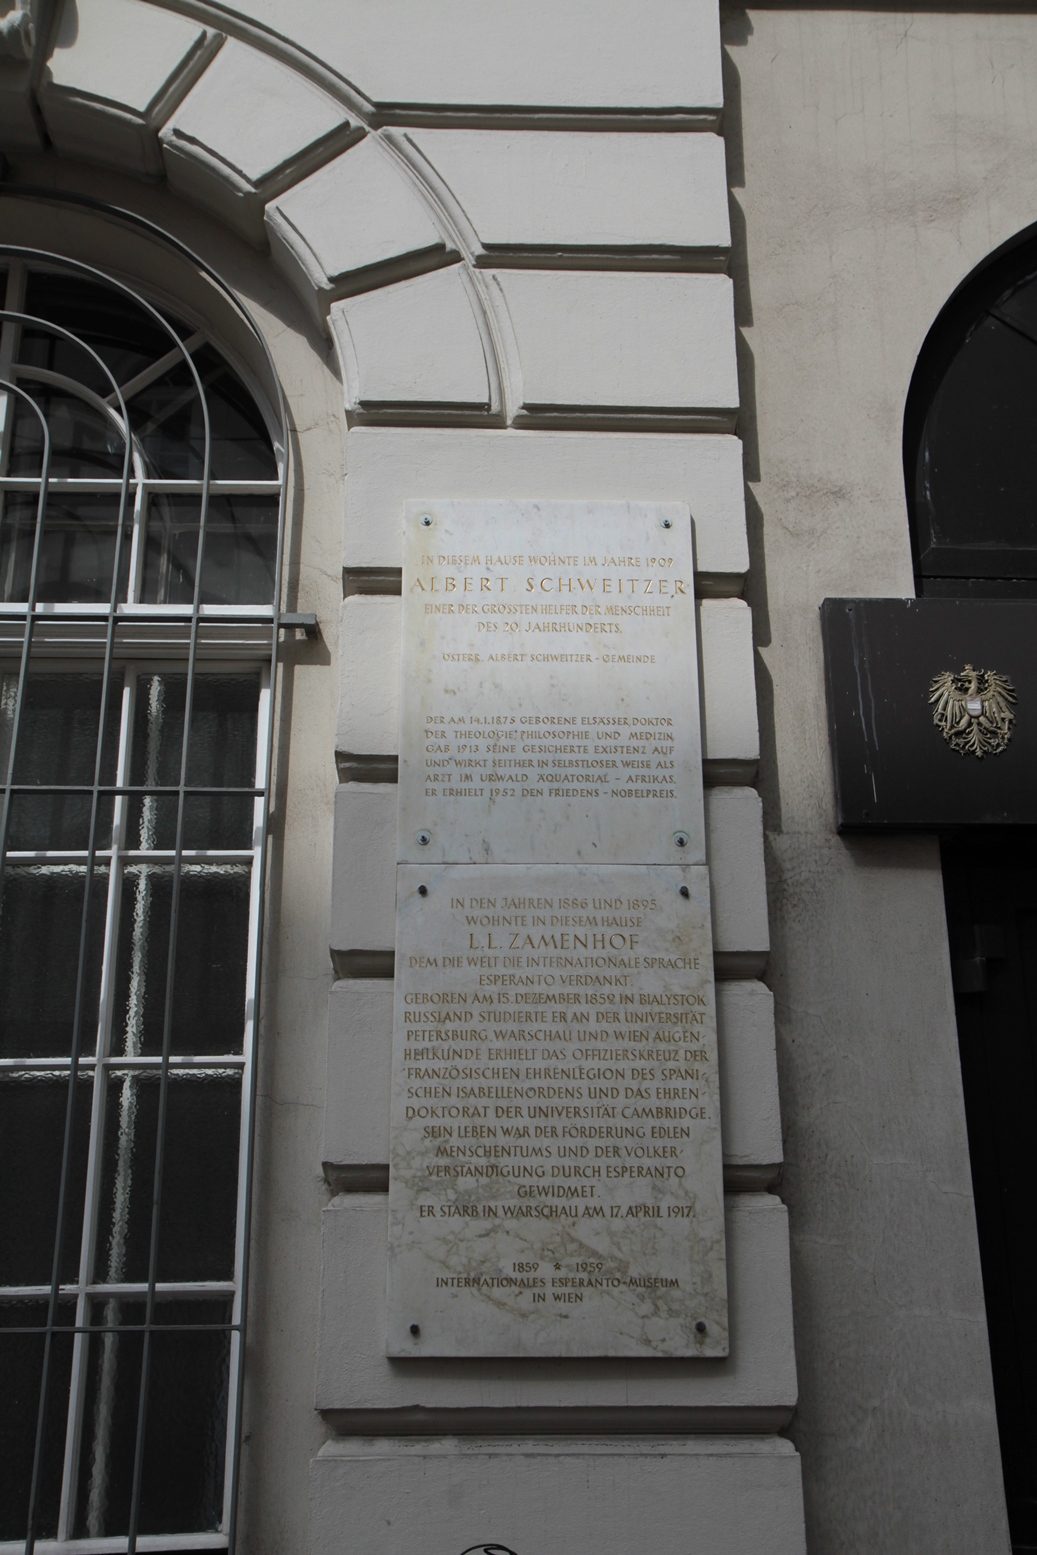 IN DIESEM HAUSE WOHNTE IM JAHRE 1909
ALBERT SCHWEITZER
EINER DER GRÖSSTEN HELFER DER MENSCHHEIT
DES 20. JAHRHUNDERTS.
ÖSTERR. ALBERT SCHWEITZER-GEMEINDE
DER AM 14.1.1875 GEBORENE ELSÄSSER DOKTOR
DER THEOLOGIE, PHILOSOPHIE UND MEDIZIN
GAB 1913 SEINE GESICHERTE EXISTENZ AUF
UND WIRKT SEITHER IN SELBSTLOSER WEISE ALS
ARZT IM URWALD ÄQUATORIAL-AFRIKAS
ER ERHIELT 1952 DEN FRIEDENS-NOBELPREIS.
IN DEN JAHREN 1886 UND 1895
WOHNTE IN DIESEM HAUSE
L.L. ZAMENHOF
DEM DIE WELT DIE INTERNATIONALE SPRACHE
ESPERANTO VERDANKT.
GEBOREN AM 15. DEZEMBER 1859 IN BIALYSTOK
RUSSLAND STUDIERTE ER AN DER UNIVERSITÄT
PETERSBURG, WARSCHAU UND WIEN AUGEN
HEILKUNDE ERHIELT DAS OFFIZIERSKREUZ DER
FRANZÖSISCHEN EHRENLEGION DES SPANI
SCHEN ISABELLENORDENS UND DAS EHREN
DOKTORAT DER UNIVERSITÄT CAMBRIDGE.
SEIN LEBEN WAR DER FÖRDERUNG EDLEN
MENSCHENTUMS UND DER VÖLKER-
VERSTÄNDIGUNG DURCH ESPERANTO
GEWIDMET.
ER STARB IN WARSCHAU AM 17. APRIL 1917.
1859 * 1959
INTERNATIONALES ESPERANTO-MUSEUM
IN WIEN